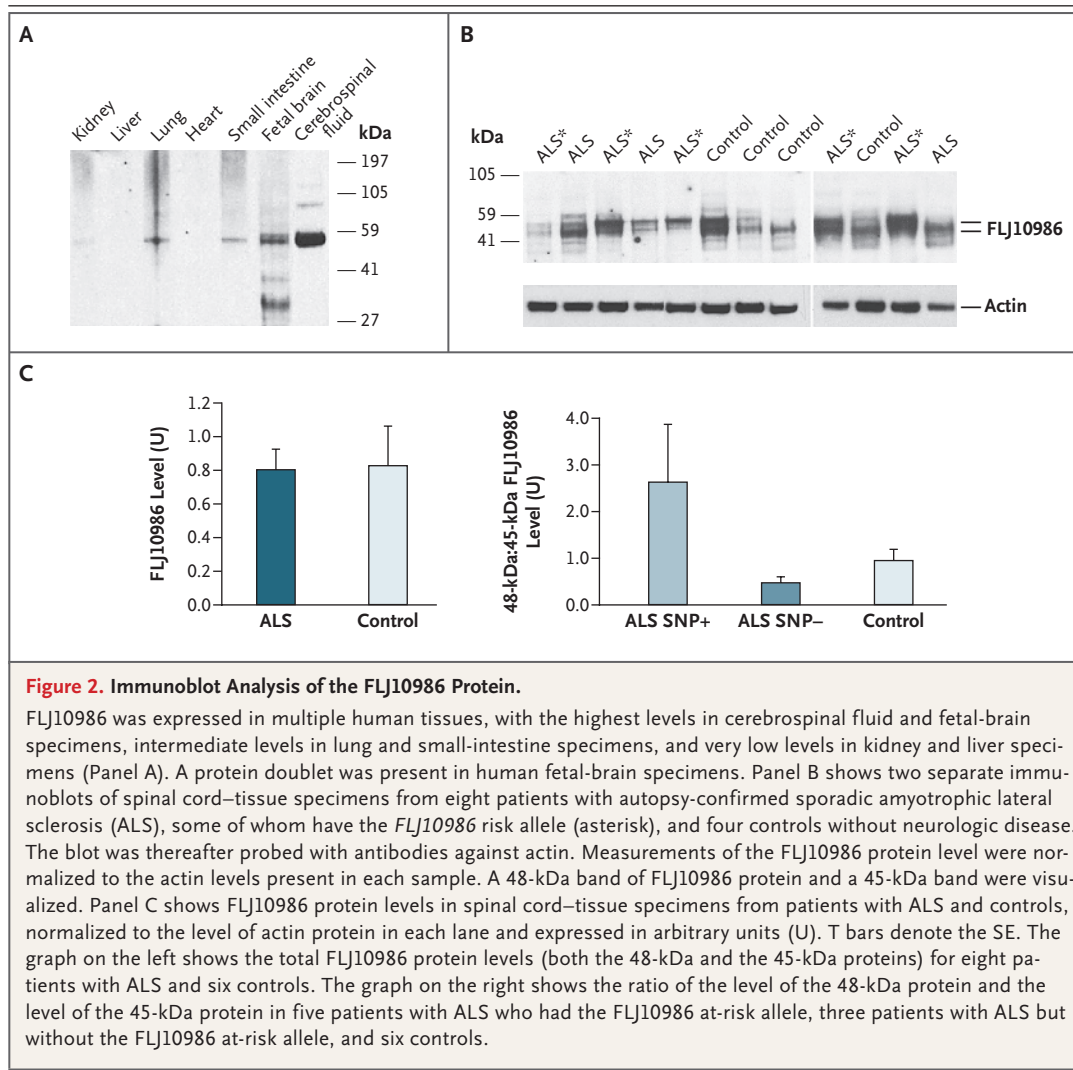 A
Kidney
Liver
Lung
Heart
Small intestine
Fetal brain
Cerebrospinal
fluid
kDa
197
105
59
41
27
B
kDa
ALS*
ALS
ALS*
ALS
ALS*
Control
Control
Control
ALS*
Control
ALS*
ALS
105
59
41
FLJ10986
Actin
C
FLJ10986 Level (U)
1.2
1.0
0.8
0.6
0.4
0.2
0.0
ALS
Control
48-kDa:45-kDa FLJ10986
Level (U)
4.0
3.0
2.0
1.0
0.0
ALS SNP+
ALS SNP–
Control
Figure 2. Immunoblot Analysis of the FLJ10986 Protein.
FLJ10986 was expressed in multiple human tissues, with the highest levels in cerebrospinal fluid and fetal-brain
specimens, intermediate levels in lung and small-intestine specimens, and very low levels in kidney and liver speci-
mens (Panel A). A protein doublet was present in human fetal-brain specimens. Panel B shows two separate immu-
noblots of spinal cord–tissue specimens from eight patients with autopsy-confirmed sporadic amyotrophic lateral
sclerosis (ALS), some of whom have the FLJ10986 risk allele (asterisk), and four controls without neurologic disease.
The blot was thereafter probed with antibodies against actin. Measurements of the FLJ10986 protein level were nor-
malized to the actin levels present in each sample. A 48-kDa band of FLJ10986 protein and a 45-kDa band were visu-
alized. Panel C shows FLJ10986 protein levels in spinal cord–tissue specimens from patients with ALS and controls,
normalized to the level of actin protein in each lane and expressed in arbitrary units (U). T bars denote the SE. The
graph on the left shows the total FLJ10986 protein levels (both the 48-kDa and the 45-kDa proteins) for eight pa-
tients with ALS and six controls. The graph on the right shows the ratio of the level of the 48-kDa protein and the
level of the 45-kDa protein in five patients with ALS who had the FLJ10986 at-risk allele, three patients with ALS but
without the FLJ10986 at-risk allele, and six controls.